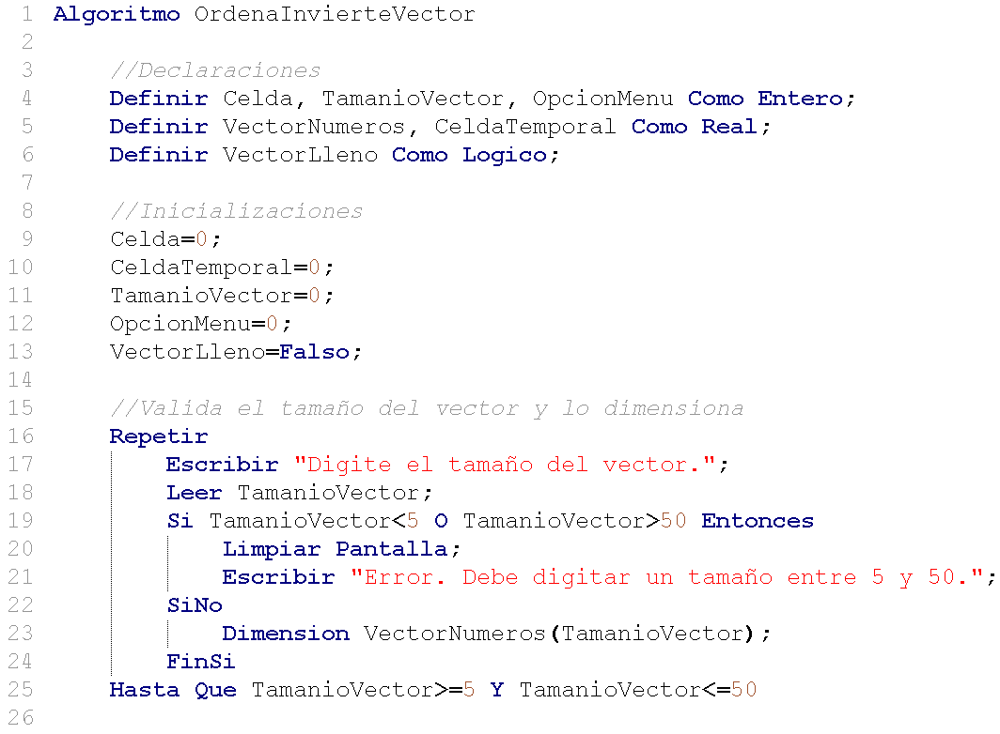 1 Algoritmo OrdenaInvierteVector
2
3 //Declaraciones
4 Definir Celda, TamanioVector, OpcionMenu Como Entero;
5 Definir VectorNumeros, CeldaTemporal Como Real;
6 Definir VectorLleno Como Logico;
7
8 //Inicializaciones
9 Celda=0;
10 CeldaTemporal=0;
11 TamanioVector=0;
12 OpcionMenu=0;
13 VectorLleno=Falso;
14
15 //Valida el tamaño del vector y lo dimensiona
16 Repetir
17 Escribir "Digite el tamaño del vector.";
18 Leer TamanioVector;
19 Si TamanioVector<5 O TamanioVector>50 Entonces
20 Limpiar Pantalla;
21 Escribir "Error. Debe digitar un tamaño entre 5 y 50.";
22 SiNo
23 Dimension VectorNumeros(TamanioVector);
24 FinSi
25 Hasta Que TamanioVector>=5 Y TamanioVector<=50
26